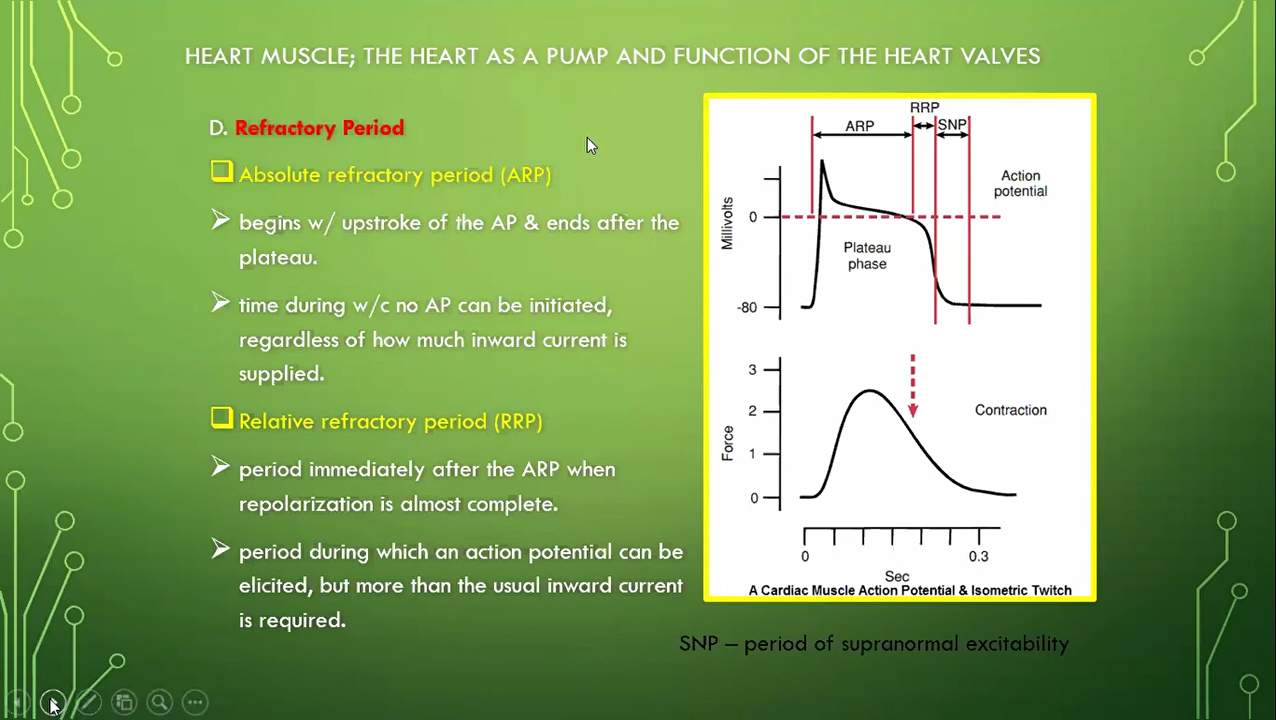 HEART MUSCLE; THE HEART AS A PUMP AND FUNCTION OF THE HEART VALVES
D. Refractory Period
Absolute refractory period (ARP)
begins w/ upstroke of the AP & ends after the
plateau.
time during w/c no AP can be initiated,
regardless of how much inward current is
supplied.
Relative refractory period (RRP)
period immediately after the ARP when
repolarization is almost complete.
period during which an action potential can be
elicited, but more than the usual inward current
is required.
RRP
ARP
SNP
Action
potential
Millivolts
0
Plateau
phase
-80
3
2
1
0
Force
Contraction
0
0.3
Sec
A Cardiac Muscle Action Potential & Isometric Twitch
SNP – period of supranormal excitability